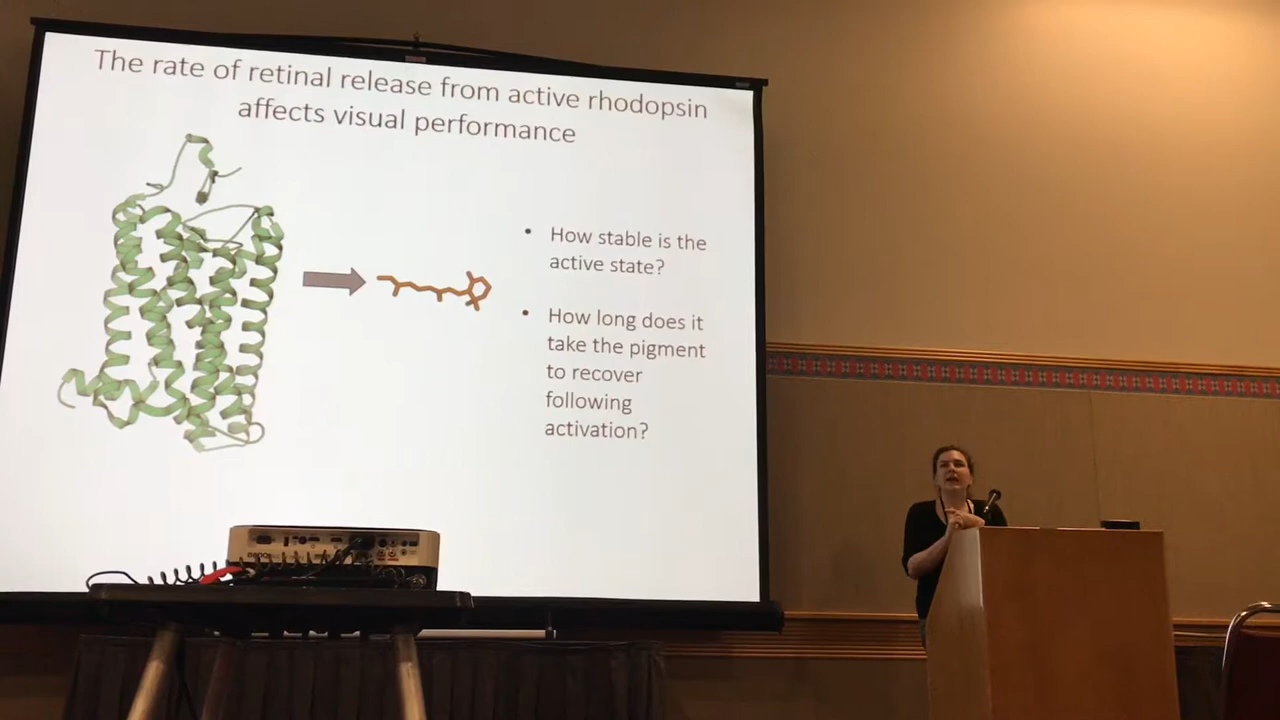 The rate of retinal release from active rhodopsin
affects visual performance
• How stable is the
active state?
• How long does it
take the pigment
to recover
following
activation?